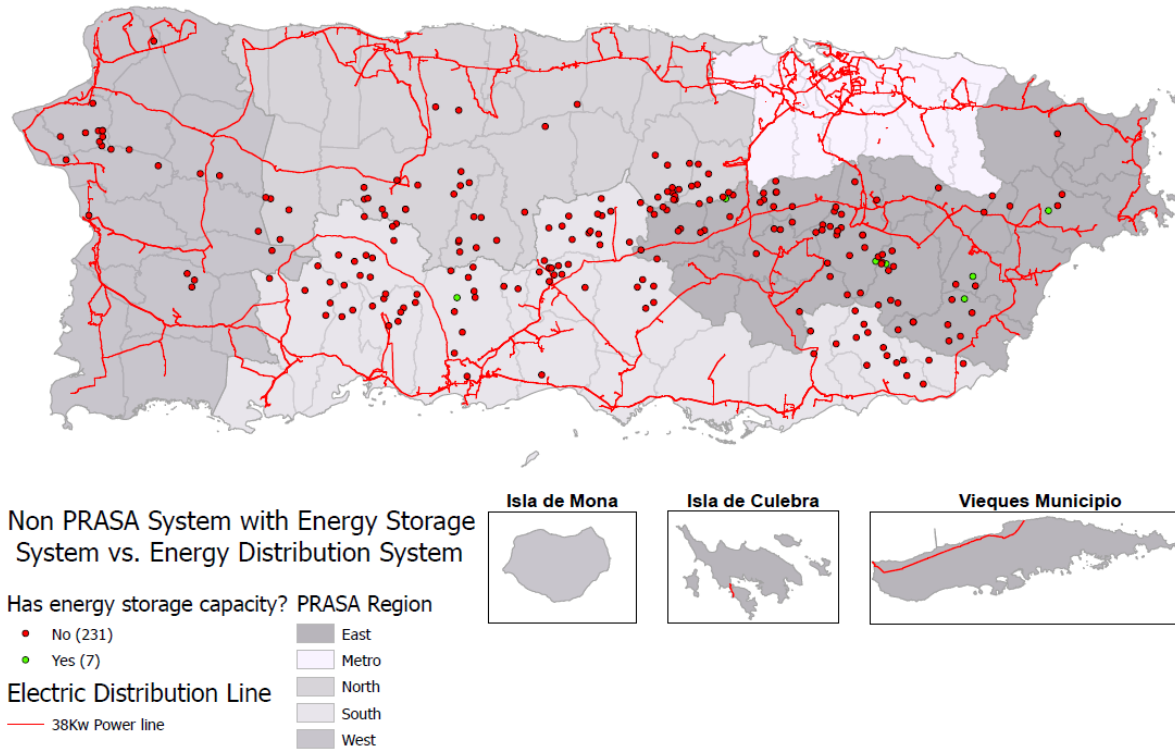 Isla de Mona
Isla de Culebra
Vieques Municipio
Non PRASA System with Energy Storage
System vs. Energy Distribution System
Has energy storage capacity?
No (231)
Yes (7)
Electric Distribution Line
38Kw Power line
PRASA Region
East
Metro
North
South
West